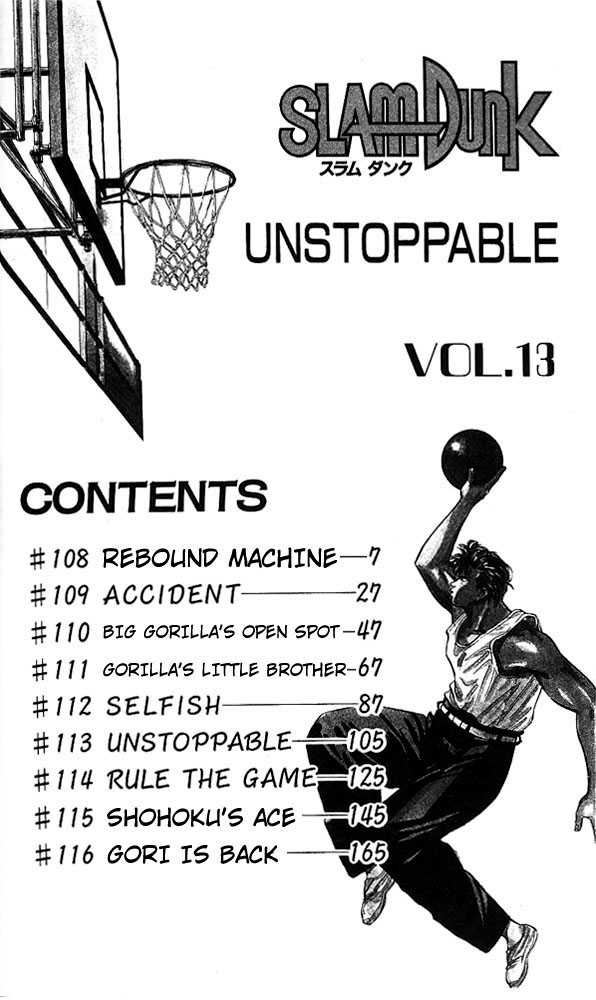 SLAM DUNK
スラム ダンク
UNSTOPPABLE
VOL.13
CONTENTS
#108 REBOUND MACHINE—7
#109 ACCIDENT—27
#110 BIG GORILLA'S OPEN SPOT—47
#111 GORILLA'S LITTLE BROTHER—67
#112 SELFISH—87
#113 UNSTOPPABLE—105
#114 RULE THE GAME—125
#115 SHOHOKU'S ACE—145
#116 GORI IS BACK—165